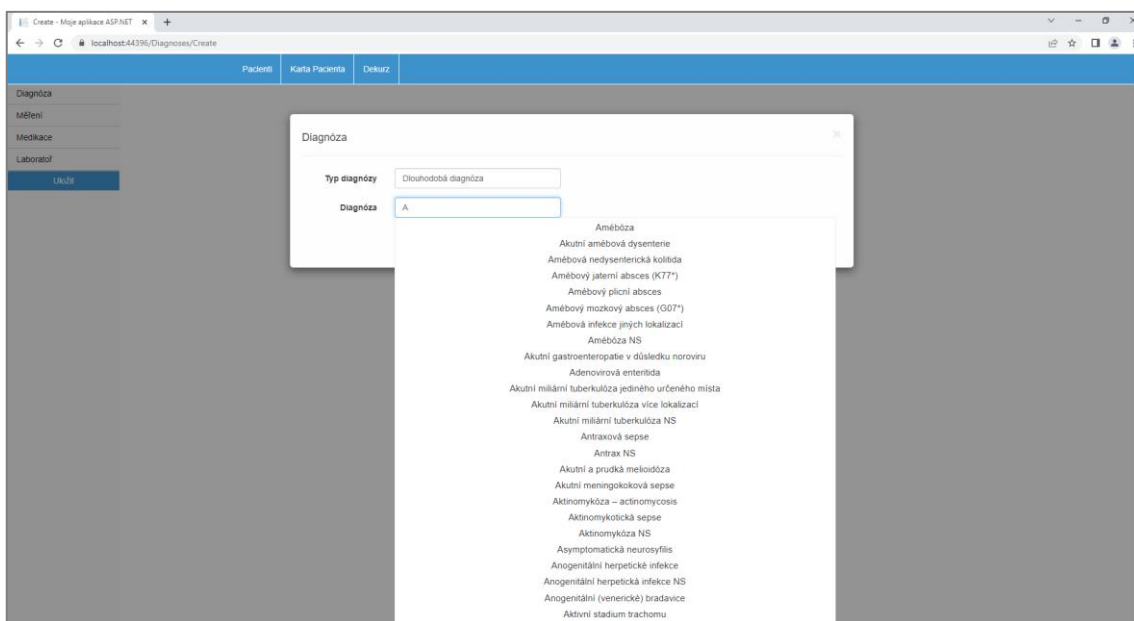 Create - Moje aplikace ASP.NET
localhost:44396/Diagnoses/Create
Pacienti Karta Pacienta Dekurz
Diagnóza
Měření
Medikace
Laboratoř
Uložit
Diagnóza
Typ diagnózy Dlouhodobá diagnóza
Diagnóza A
Amébóza
Akutní amébová dysenterie
Amébová nedysenterická kolitida
Amébový jaterní absces (K77*)
Amébový plicní absces
Amébový mozkový absces (G07*)
Amébová infekce jiných lokalizací
Amébóza NS
Akutní gastroenteropatie v důsledku noroviru
Adenovirová enteritida
Akutní miliární tuberkulóza jediného určeného místa
Akutní miliární tuberkulóza více lokalizací
Akutní miliární tuberkulóza NS
Antraxová sepse
Antrax NS
Akutní a prudká melioidóza
Akutní meningokoková sepse
Aktinomykóza – actinomycosis
Aktinomykotická sepse
Aktinomykóza NS
Asymptomatická neurosyfilis
Anogenitální herpetické infekce
Anogenitální herpetická infekce NS
Anogenitální (venerické) bradavice
Aktivní stadium trachomu